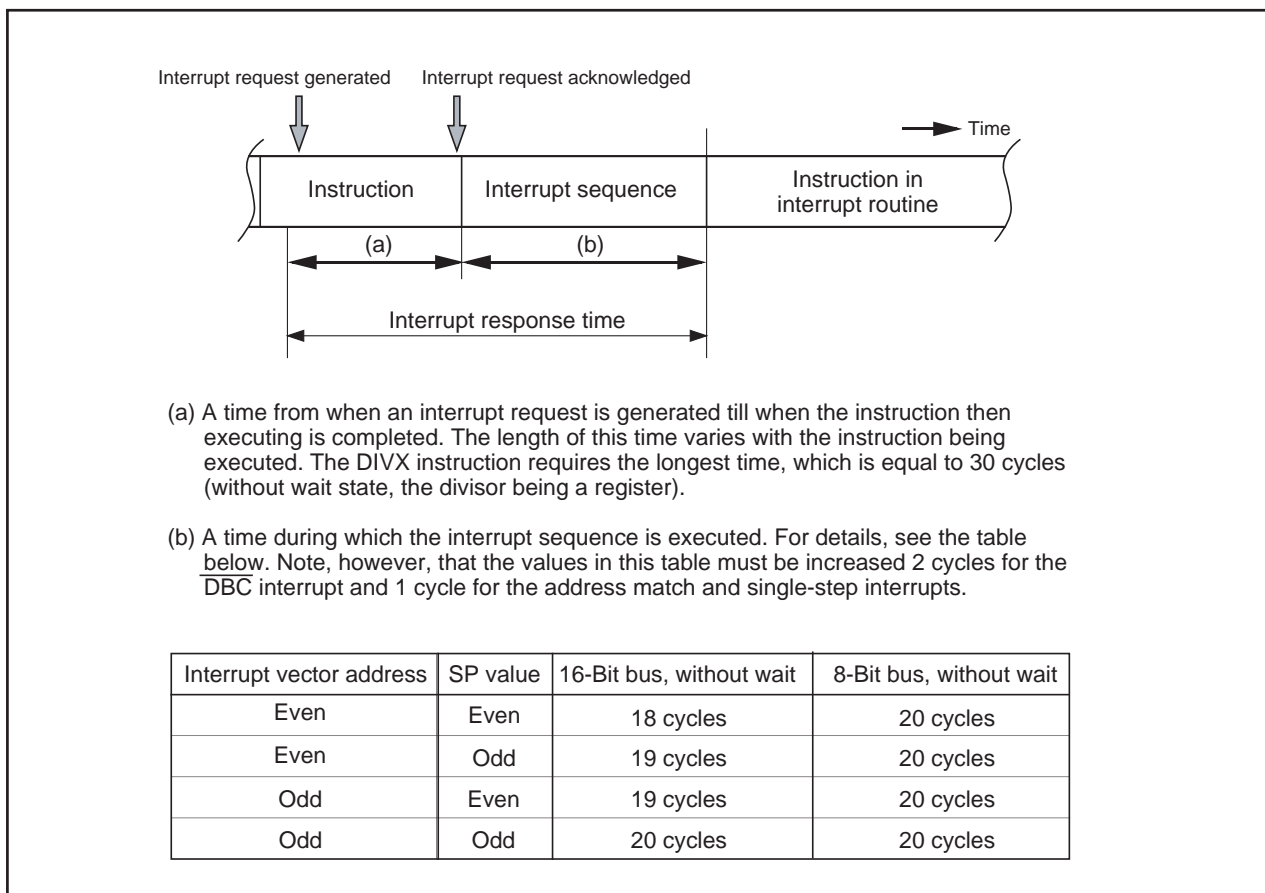 Interrupt request generated
Interrupt request acknowledged
Time
Instruction
Interrupt sequence
Instruction in
interrupt routine
(a)
(b)
Interrupt response time
(a) A time from when an interrupt request is generated till when the instruction then
executing is completed. The length of this time varies with the instruction being
executed. The DIVX instruction requires the longest time, which is equal to 30 cycles
(without wait state, the divisor being a register).
(b) A time during which the interrupt sequence is executed. For details, see the table
below. Note, however, that the values in this table must be increased 2 cycles for the
DBC interrupt and 1 cycle for the address match and single-step interrupts.
Interrupt vector address SP value 16-Bit bus, without wait 8-Bit bus, without wait
Even Even 18 cycles 20 cycles
Even Odd 19 cycles 20 cycles
Odd Even 19 cycles 20 cycles
Odd Odd 20 cycles 20 cycles